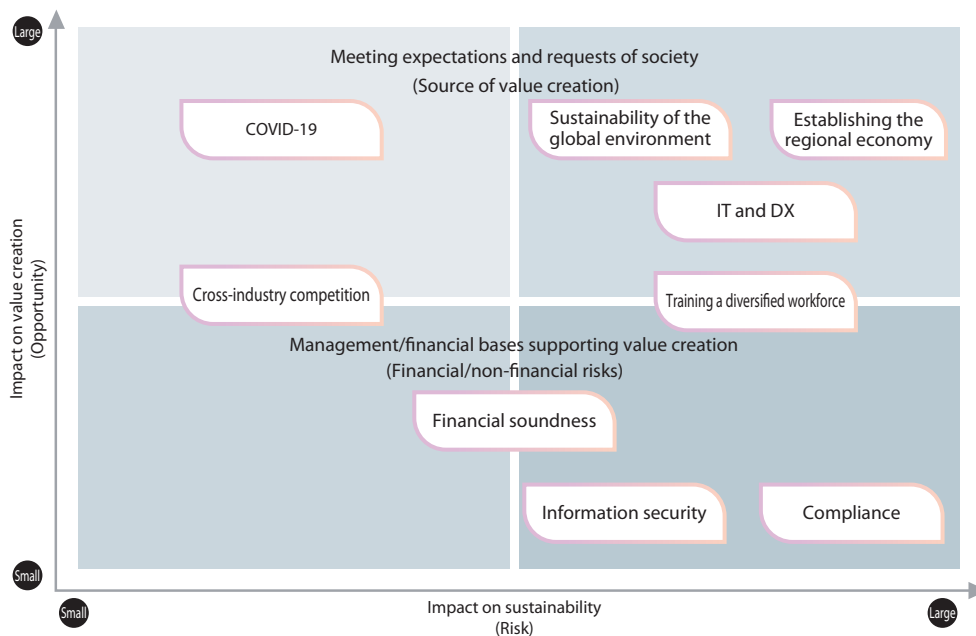 Large
Meeting expectations and requests of society
(Source of value creation)
COVID-19
Sustainability of the
global environment
Establishing the
regional economy
IT and DX
Cross-industry competition
Training a diversified workforce
Impact on value creation
(Opportunity)
Management/financial bases supporting value creation
(Financial/non-financial risks)
Financial soundness
Information security
Compliance
Small
Small
Impact on sustainability
(Risk)
Large